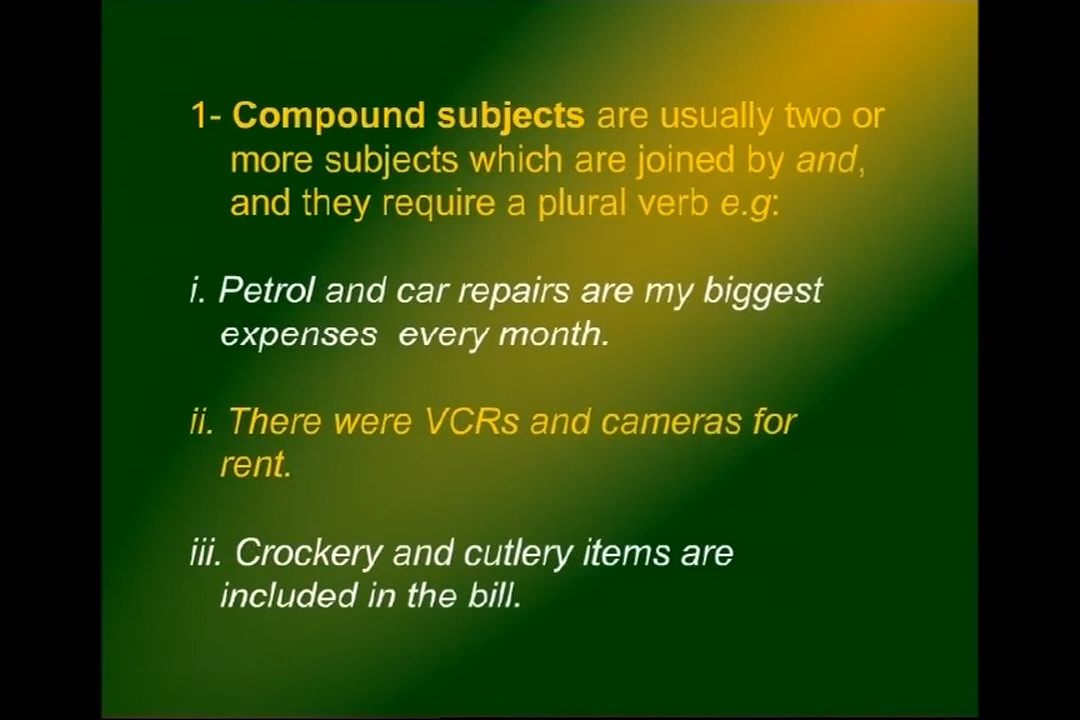 1- Compound subjects are usually two or
more subjects which are joined by and,
and they require a plural verb e.g:
i. Petrol and car repairs are my biggest
expenses every month.
ii. There were VCRs and cameras for
rent.
iii. Crockery and cutlery items are
included in the bill.